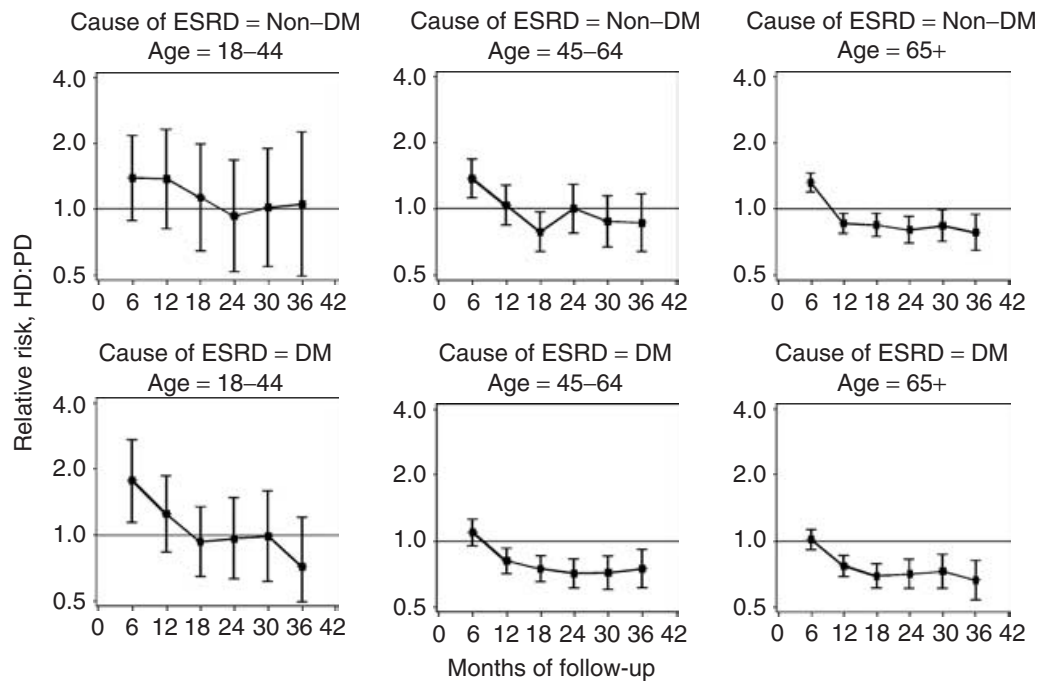 Cause of ESRD = Non–DM
Age = 18–44
Cause of ESRD = Non–DM
Age = 45–64
Cause of ESRD = Non–DM
Age = 65+
4.0
2.0
1.0
0.5
0 6 12 18 24 30 36 42
4.0
2.0
1.0
0.5
0 6 12 18 24 30 36 42
4.0
2.0
1.0
0.5
0 6 12 18 24 30 36 42
Relative risk, HD:PD
Cause of ESRD = DM
Age = 18–44
Cause of ESRD = DM
Age = 45–64
Cause of ESRD = DM
Age = 65+
4.0
2.0
1.0
0.5
0 6 12 18 24 30 36 42
4.0
2.0
1.0
0.5
0 6 12 18 24 30 36 42
4.0
2.0
1.0
0.5
0 6 12 18 24 30 36 42
Months of follow-up